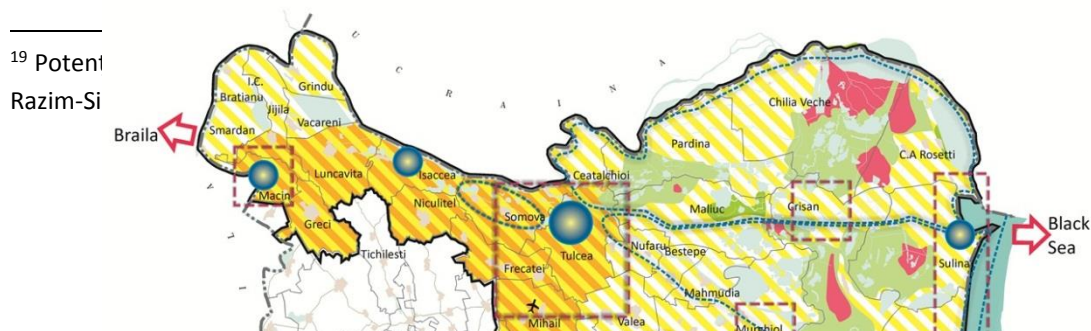 19 Potent
Razim-Si
U C R A I N A
I.C.
Bratianu
Grindu
Jijila
Vacareni
Smardan
Braila
Macin
Luncavita
Isaccea
Niculitel
Greci
Tichilesti
Somova
Tulcea
Frecatei
Mihail
Ceatalchioi
Pardina
Chilia Veche
C.A Rosetti
Maliuc
Crisan
Nufaru
Bestepe
Mahmudia
Murighiol
Valea
Sulina
Black
Sea